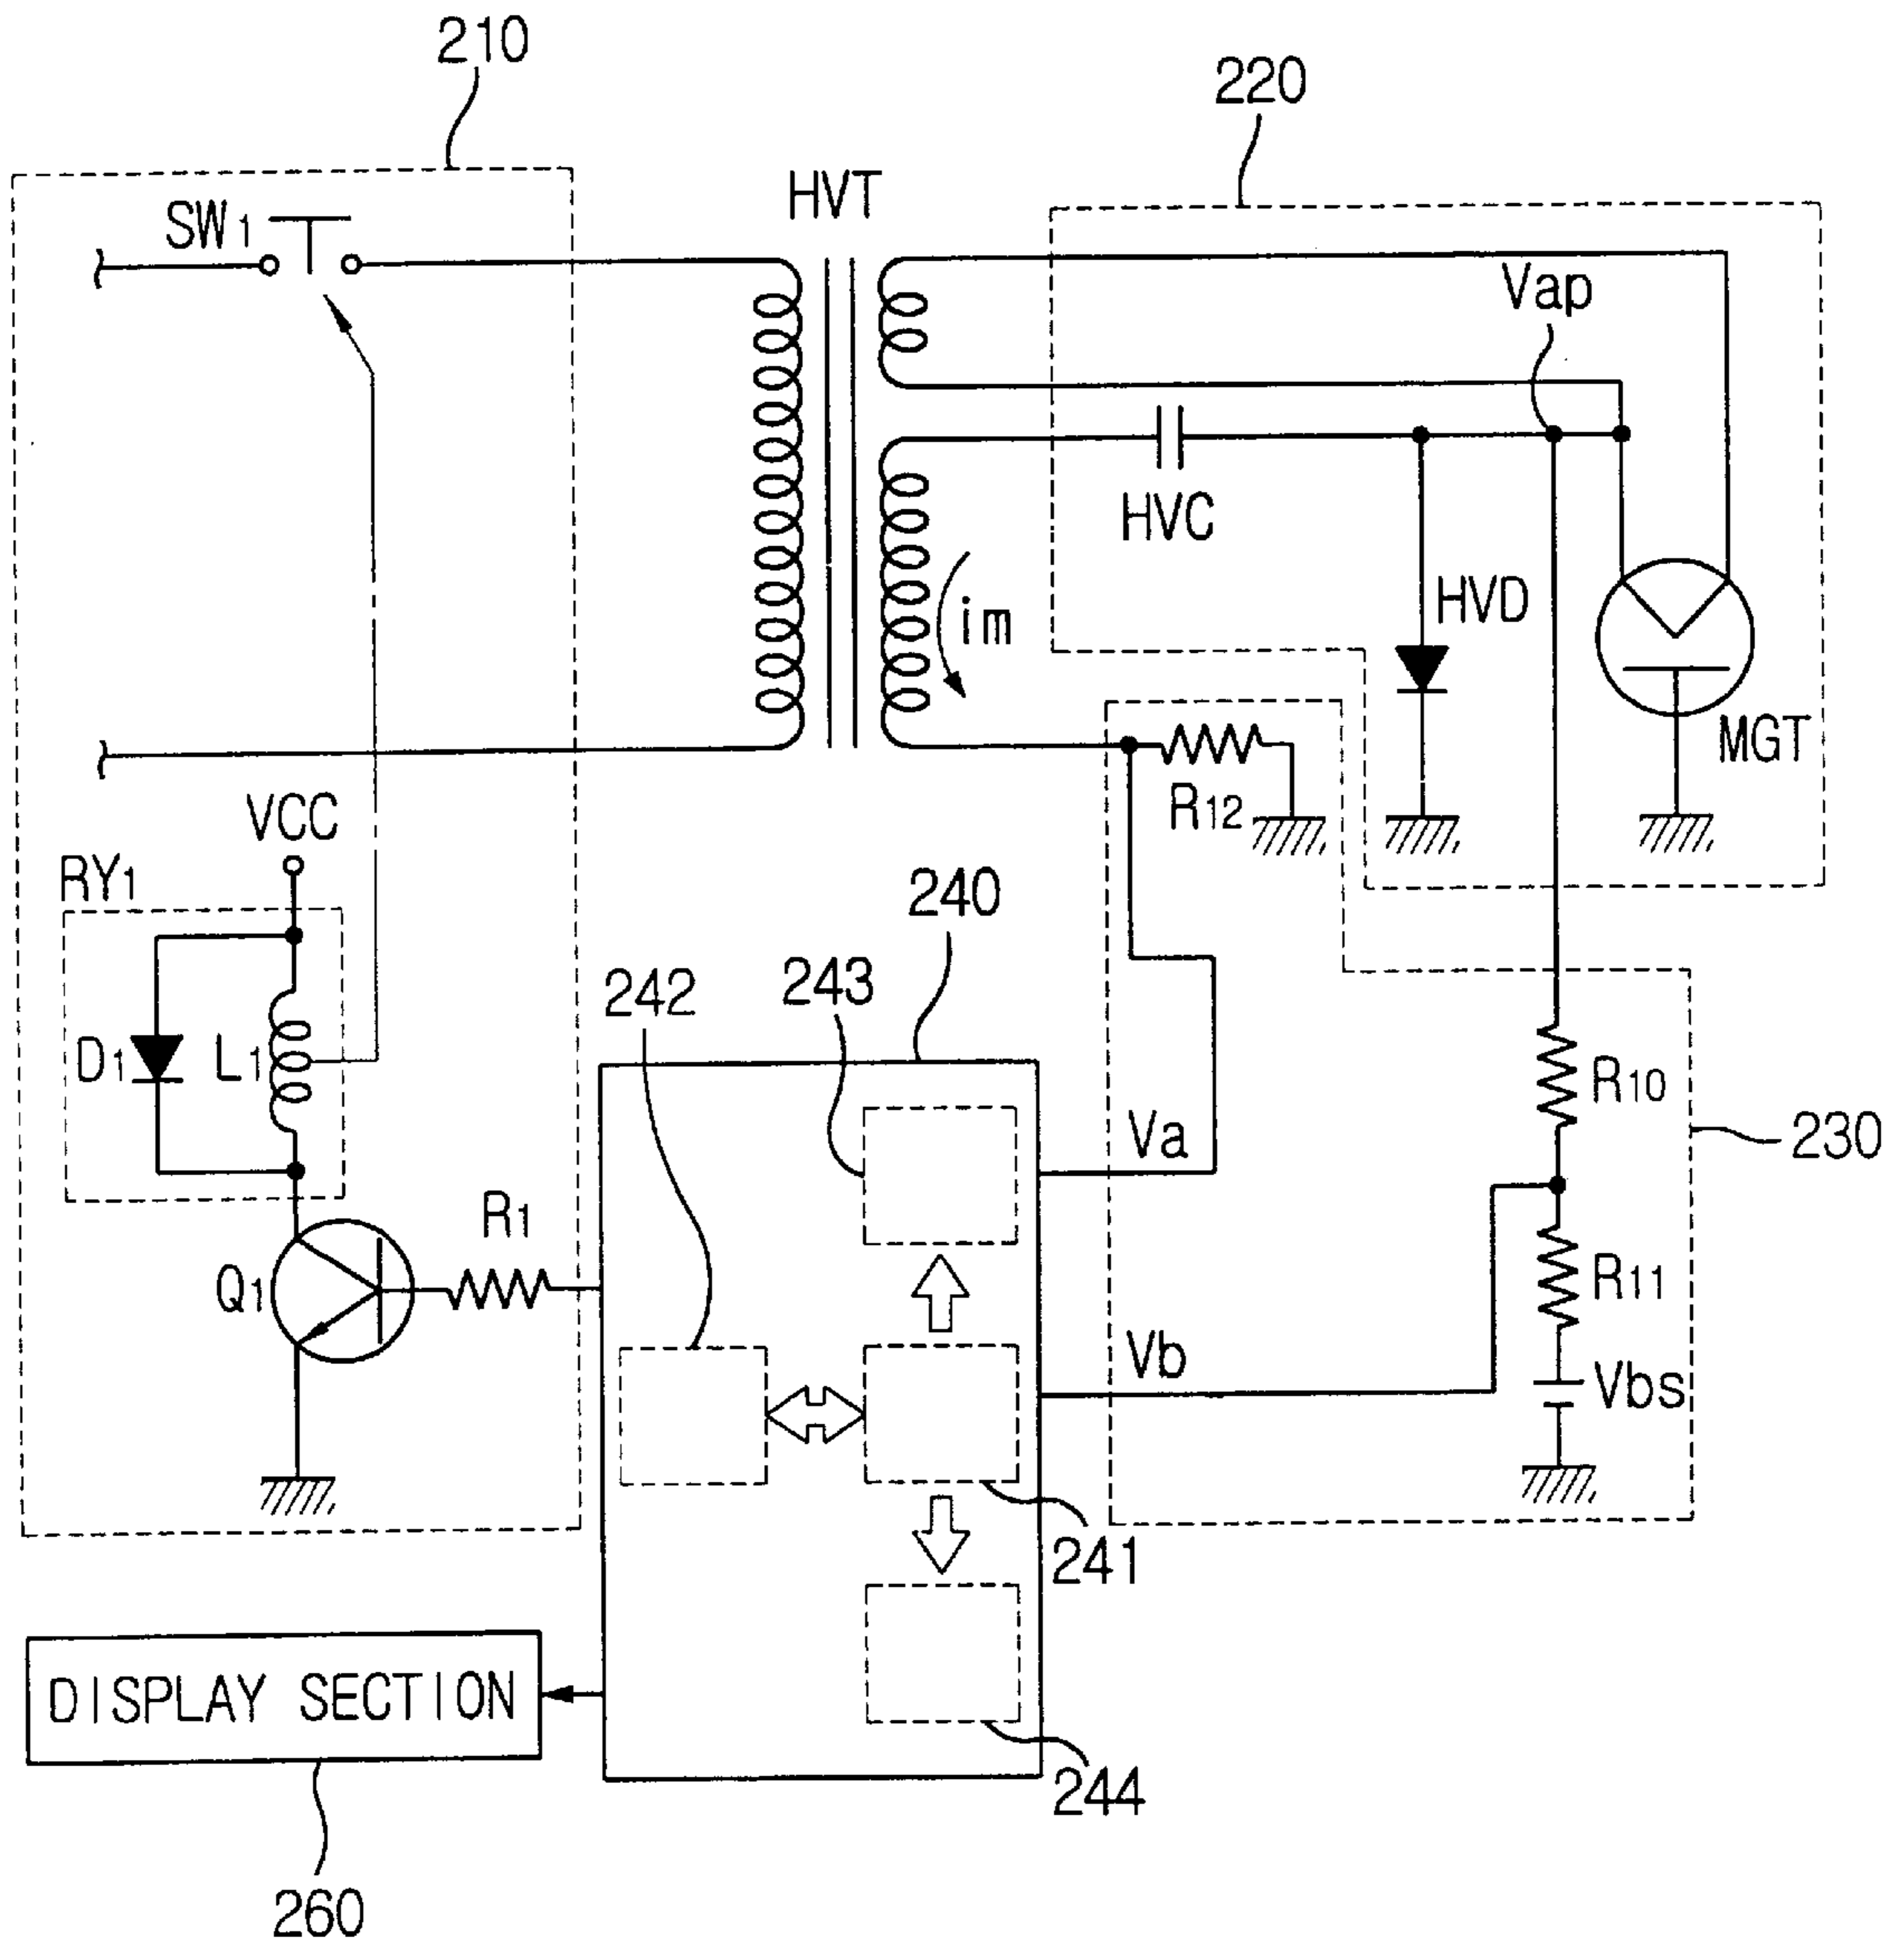 210
220
HVT
SW1
Vap
HVC
HVD
im
MGT
R12
VCC
RY1
240
243
242
D1
L1
R10
Va
230
R1
Q1
R11
Vb
Vbs
241
DISPLAY SECTION
244
260